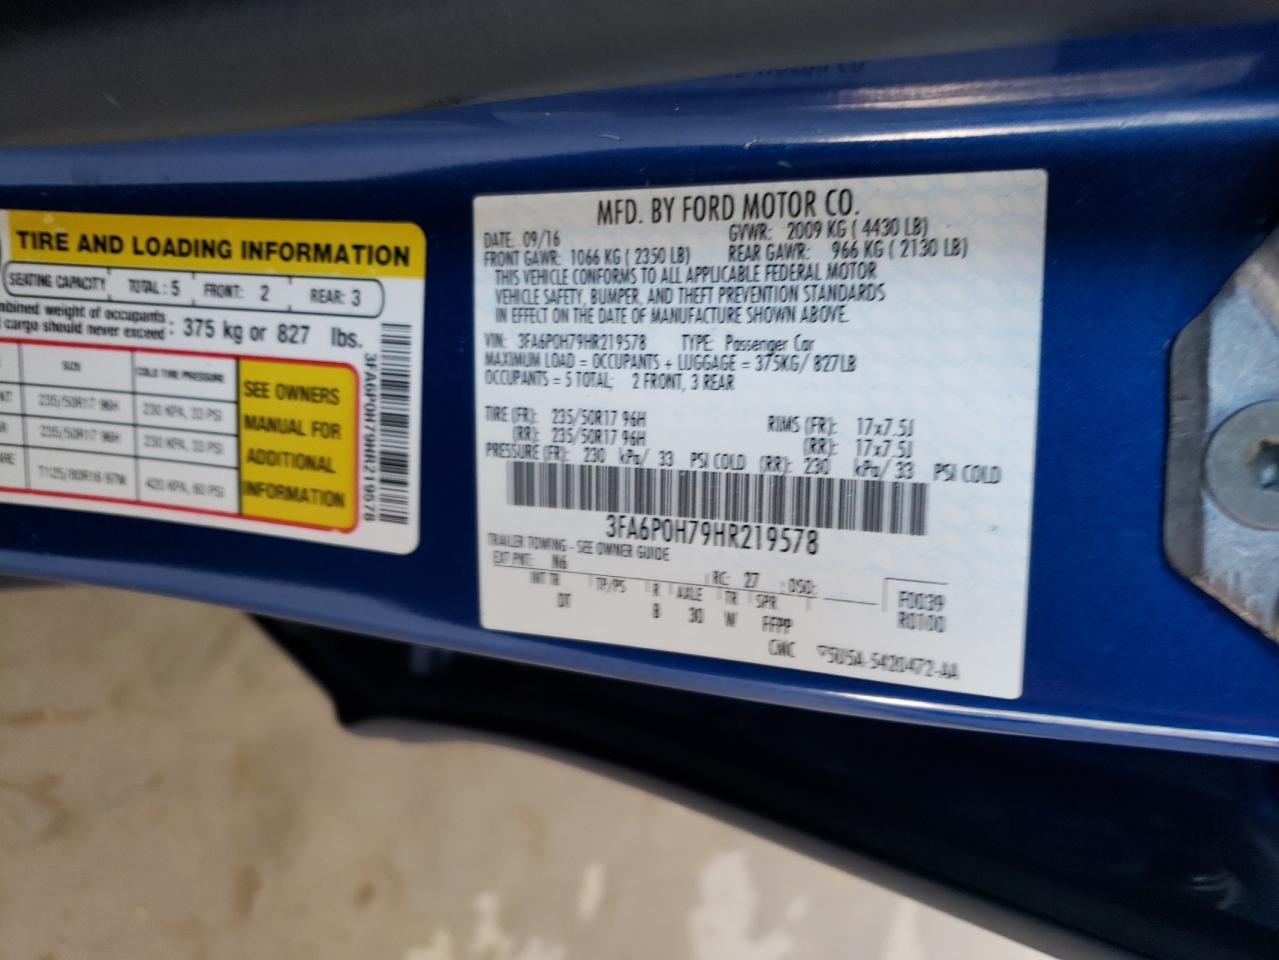 TIRE AND LOADING INFORMATION
SEATING CAPACITY TOTAL: 5 FRONT: 2 REAR: 3
weight of occupants
cargo should never exceed: 375 kg or 827 lbs.
SIZE COLD TIRE PRESSURE
235/50R17 96H 230 KPA, 33 PSI
235/50R17 96H 230 KPA, 33 PSI
T125/80R16 97M 420 KPA, 60 PSI
SEE OWNERS
MANUAL FOR
ADDITIONAL
INFORMATION
3FA6P0H79HR219578
MFD. BY FORD MOTOR CO.
DATE: 09/16 GVWR: 2009 KG ( 4430 LB)
FRONT GAWR: 1066 KG ( 2350 LB) REAR GAWR: 966 KG ( 2130 LB)
THIS VEHICLE CONFORMS TO ALL APPLICABLE FEDERAL MOTOR
VEHICLE SAFETY, BUMPER, AND THEFT PREVENTION STANDARDS
IN EFFECT ON THE DATE OF MANUFACTURE SHOWN ABOVE.
VIN: 3FA6P0H79HR219578 TYPE: Passenger Car
MAXIMUM LOAD = OCCUPANTS + LUGGAGE = 375KG/ 827LB
OCCUPANTS = 5 TOTAL; 2 FRONT, 3 REAR
TIRE (FR): 235/50R17 96H RIMS (FR): 17x7.5J
(RR): 235/50R17 96H (RR): 17x7.5J
PRESSURE (FR): 230 kPa/ 33 PSI COLD (RR): 230 kPa/ 33 PSI COLD
3FA6P0H79HR219578
TRAILER TOWING - SEE OWNER GUIDE
EXT PNT: N6 RC: 27 DSO:
INT TR TP/PS R AXLE TR SPR F0039
DT 8 30 W FFPP R0100
CWC 5U5A-5420472-AA